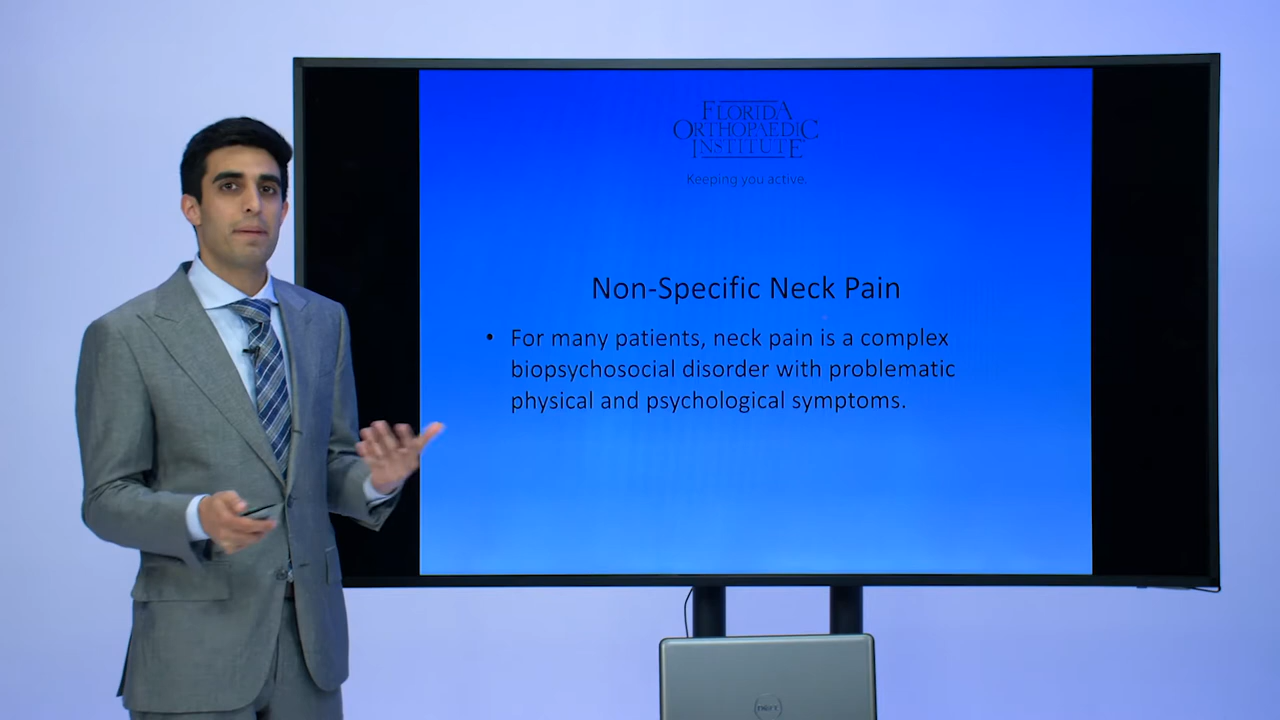 FLORIDA
ORTHOPAEDIC
INSTITUTE
Keeping you active.
Non-Specific Neck Pain
• For many patients, neck pain is a complex
biopsychosocial disorder with problematic
physical and psychological symptoms.
DELL